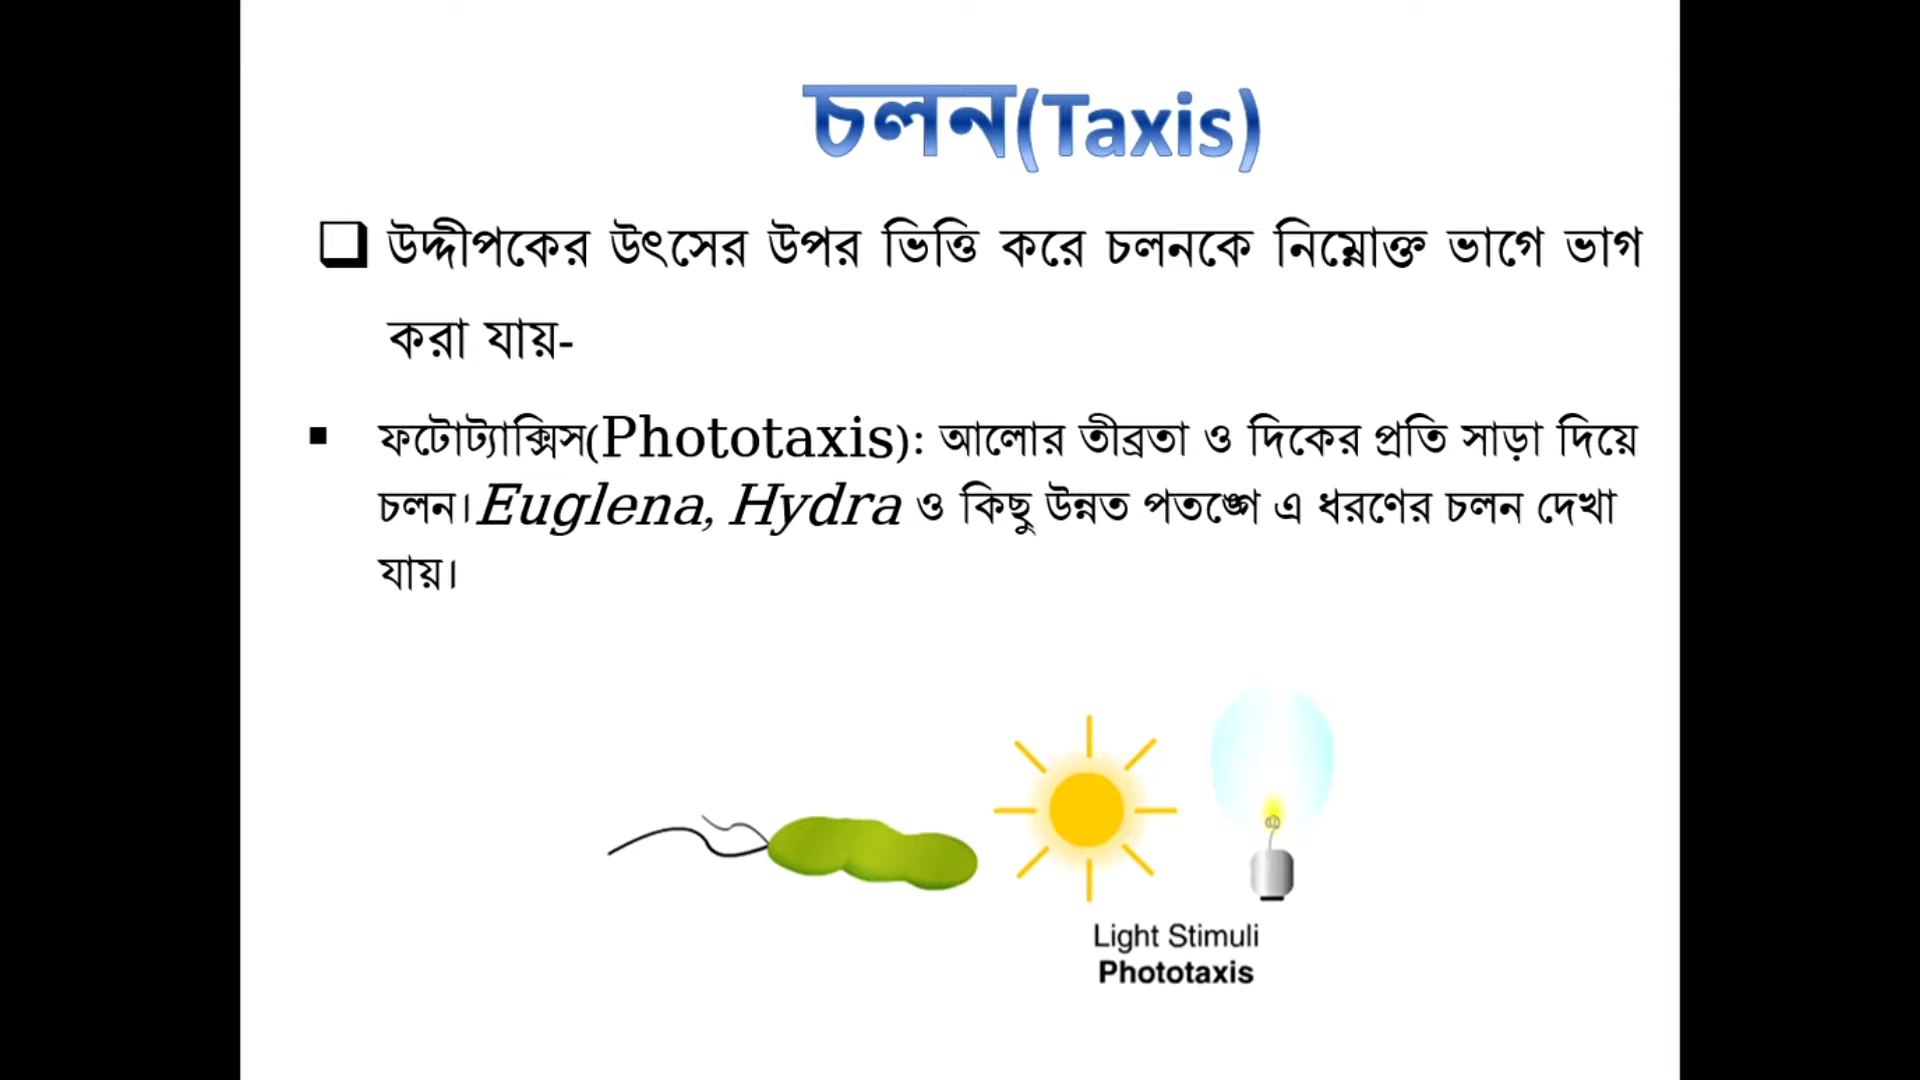 চলন(Taxis)
❑ উদ্দীপকের উৎসের উপর ভিত্তি করে চলনকে নিম্নোক্ত ভাগে ভাগ
করা যায়-
▪ ফটোট্যাক্সিস(Phototaxis): আলোর তীব্রতা ও দিকের প্রতি সাড়া দিয়ে
চলন।Euglena, Hydra ও কিছু উন্নত পতঙ্গে এ ধরণের চলন দেখা
যায়।
Light Stimuli
Phototaxis